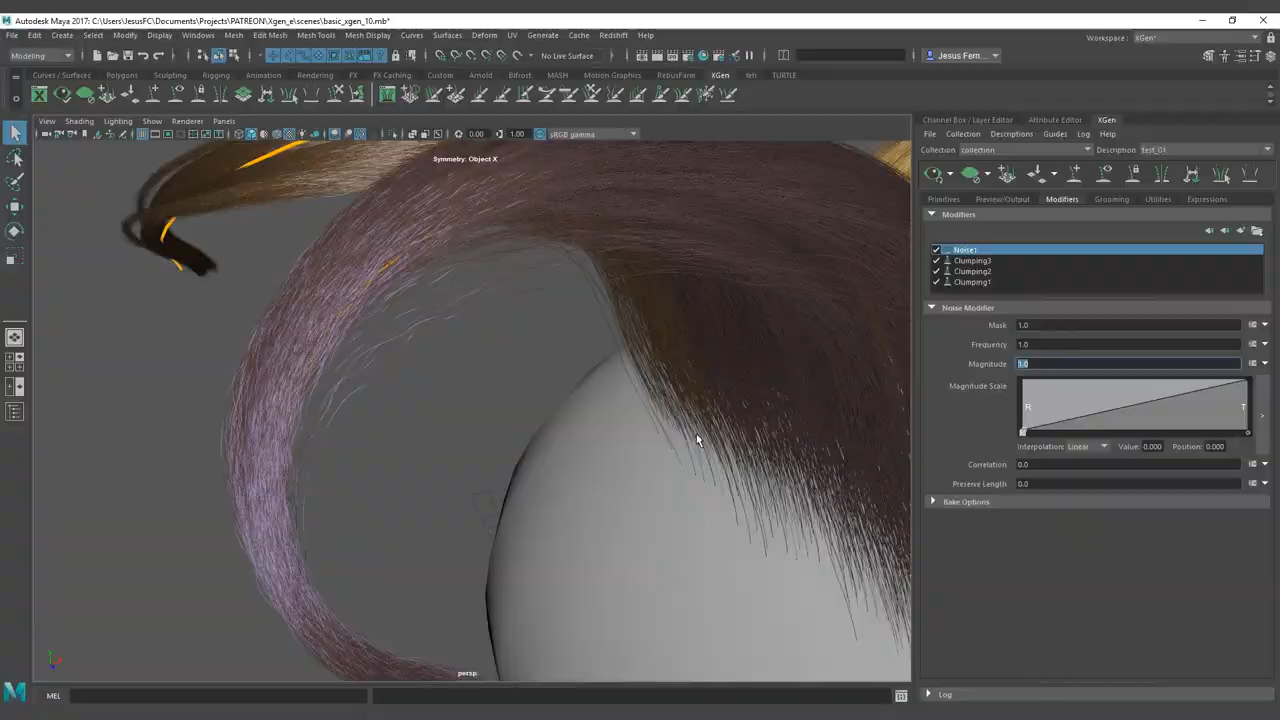 Autodesk Maya 2017: C:\Users\JesusFC\Documents\Projects\PATREON\Xgen_e\scenes\basic_xgen_10.mb*
File Edit Create Select Modify Display Windows Mesh Edit Mesh Mesh Tools Mesh Display Curves Surfaces Deform UV Generate Cache Redshift Help
Workspace : XGen*
Modeling
No Live Surface
Jesus Fern...
Curves / Surfaces Polygons Sculpting Rigging Animation Rendering FX FX Caching Custom Arnold Bifrost MASH Motion Graphics RebusFarm XGen Yeti TURTLE
View Shading Lighting Show Renderer Panels
0.00 1.00 sRGB gamma
Symmetry: Object X
persp
MEL
Channel Box / Layer Editor Attribute Editor XGen
File Collection Descriptions Guides Log Help
Collection collection Description test_01
Primitives Preview/Output Modifiers Grooming Utilities Expressions
Modifiers
Noise1
Clumping3
Clumping2
Clumping1
Noise Modifier
Mask 1.0
Frequency 1.0
Magnitude 1.0
Magnitude Scale
R T
Interpolation: Linear Value: 0.000 Position: 0.000
Correlation 0.0
Preserve Length 0.0
Bake Options
Log